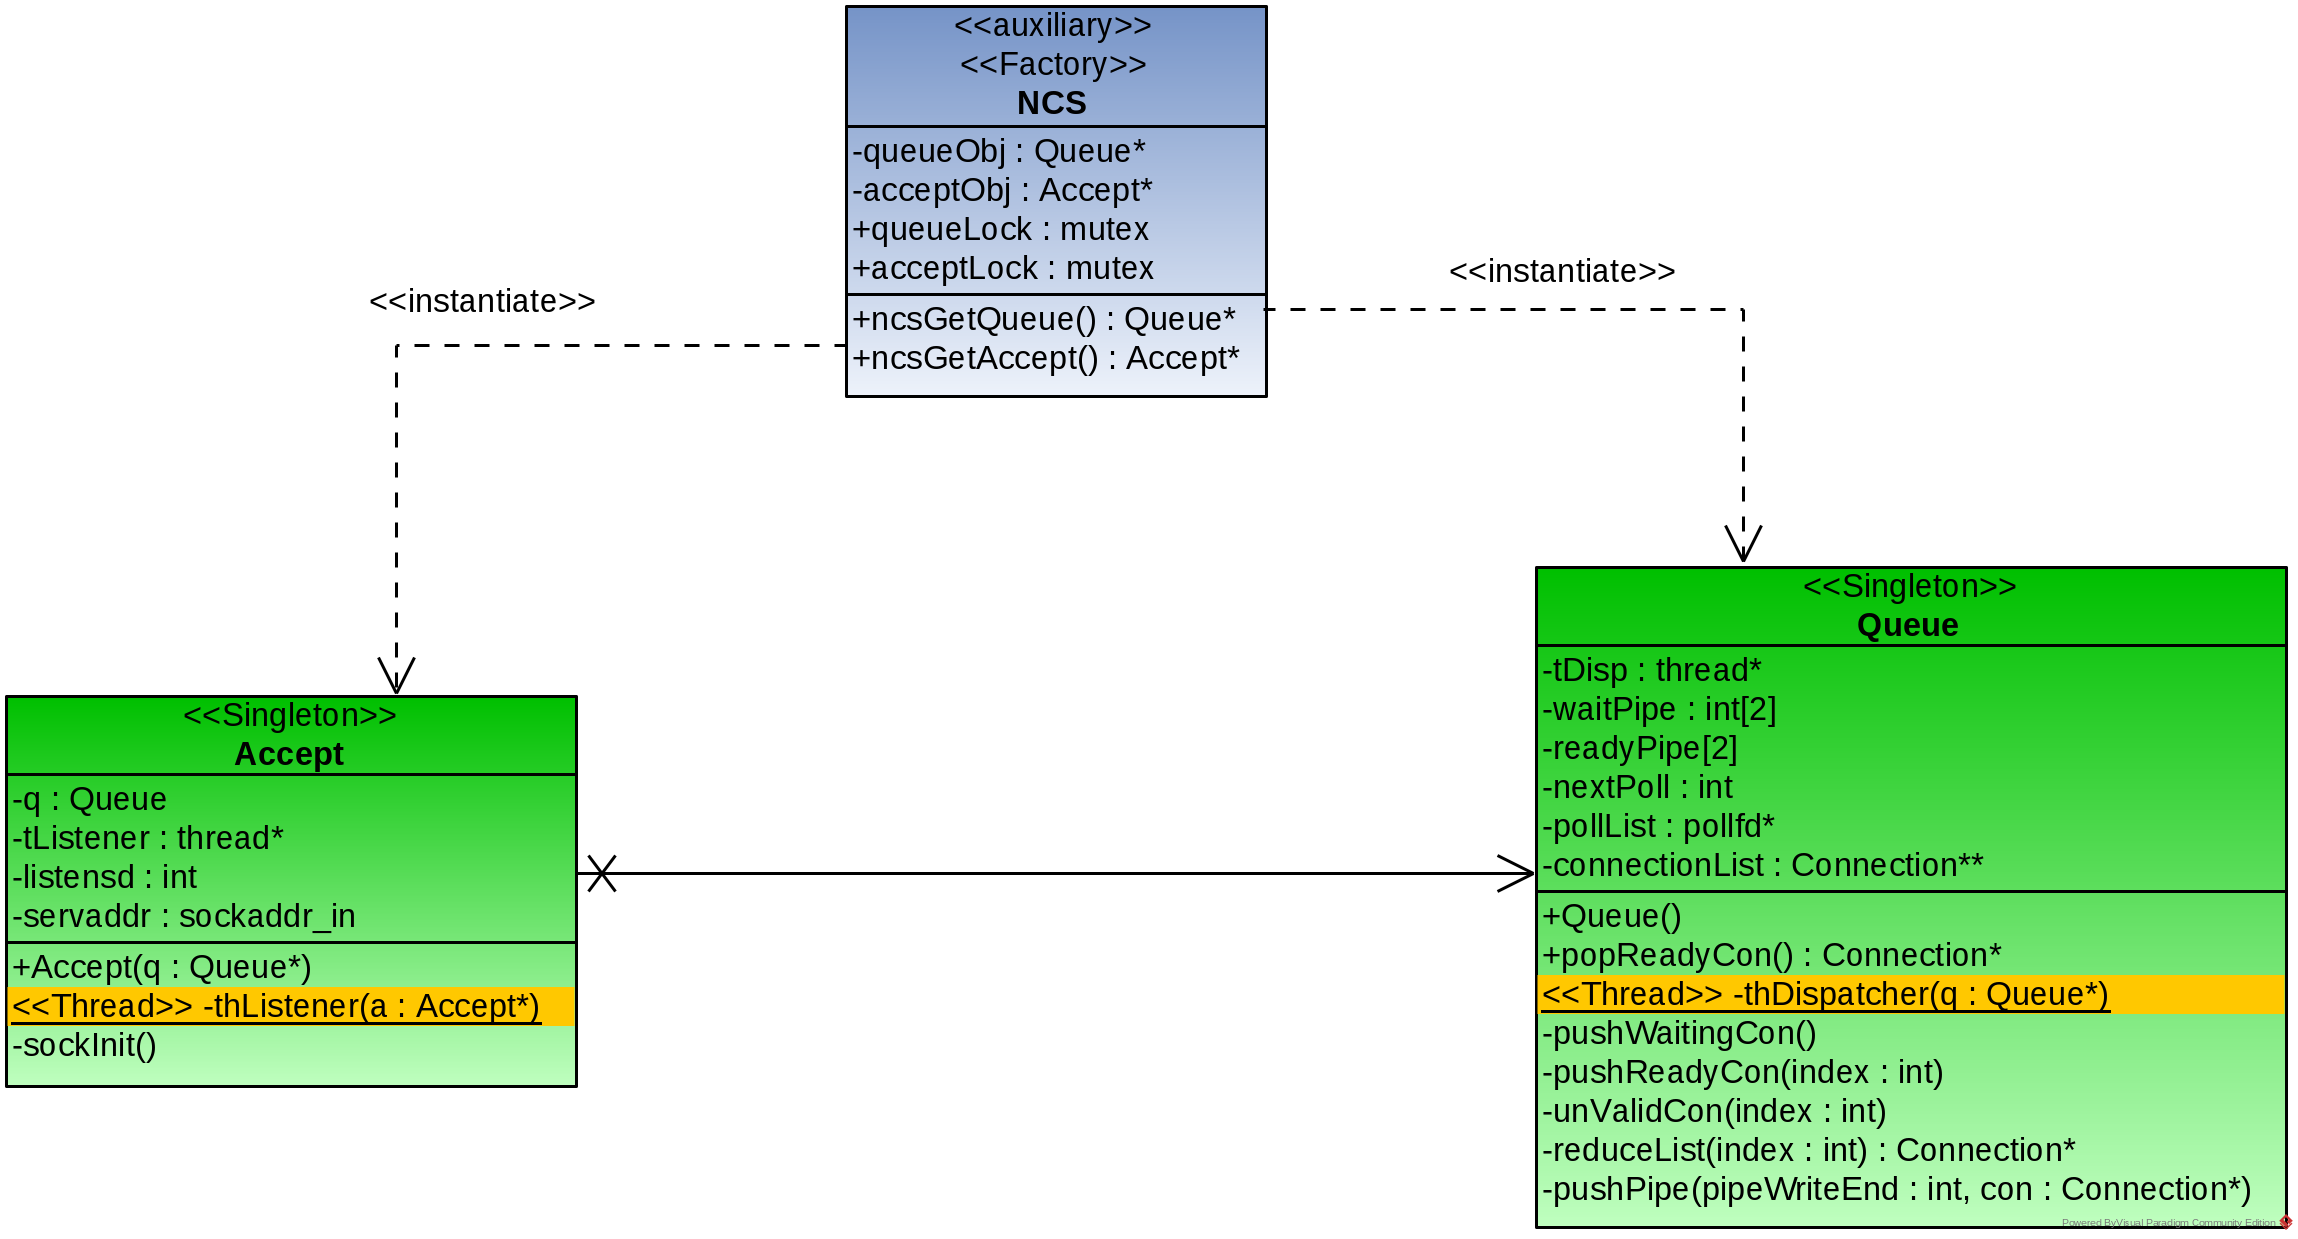 <<auxiliary>>
<<Factory>>
NCS
-queueObj : Queue*
-acceptObj : Accept*
+queueLock : mutex
+acceptLock : mutex
+ncsGetQueue() : Queue*
+ncsGetAccept() : Accept*
<<instantiate>>
<<instantiate>>
<<Singleton>>
Accept
-q : Queue
-tListener : thread*
-listensd : int
-servaddr : sockaddr_in
+Accept(q : Queue*)
<<Thread>> -thListener(a : Accept*)
-sockInit()
<<Singleton>>
Queue
-tDisp : thread*
-waitPipe : int[2]
-readyPipe[2]
-nextPoll : int
-pollList : pollfd*
-connectionList : Connection**
+Queue()
+popReadyCon() : Connection*
<<Thread>> -thDispatcher(q : Queue*)
-pushWaitingCon()
-pushReadyCon(index : int)
-unValidCon(index : int)
-reduceList(index : int) : Connection*
-pushPipe(pipeWriteEnd : int, con : Connection*)
Powered ByVisual Paradigm Community Edition